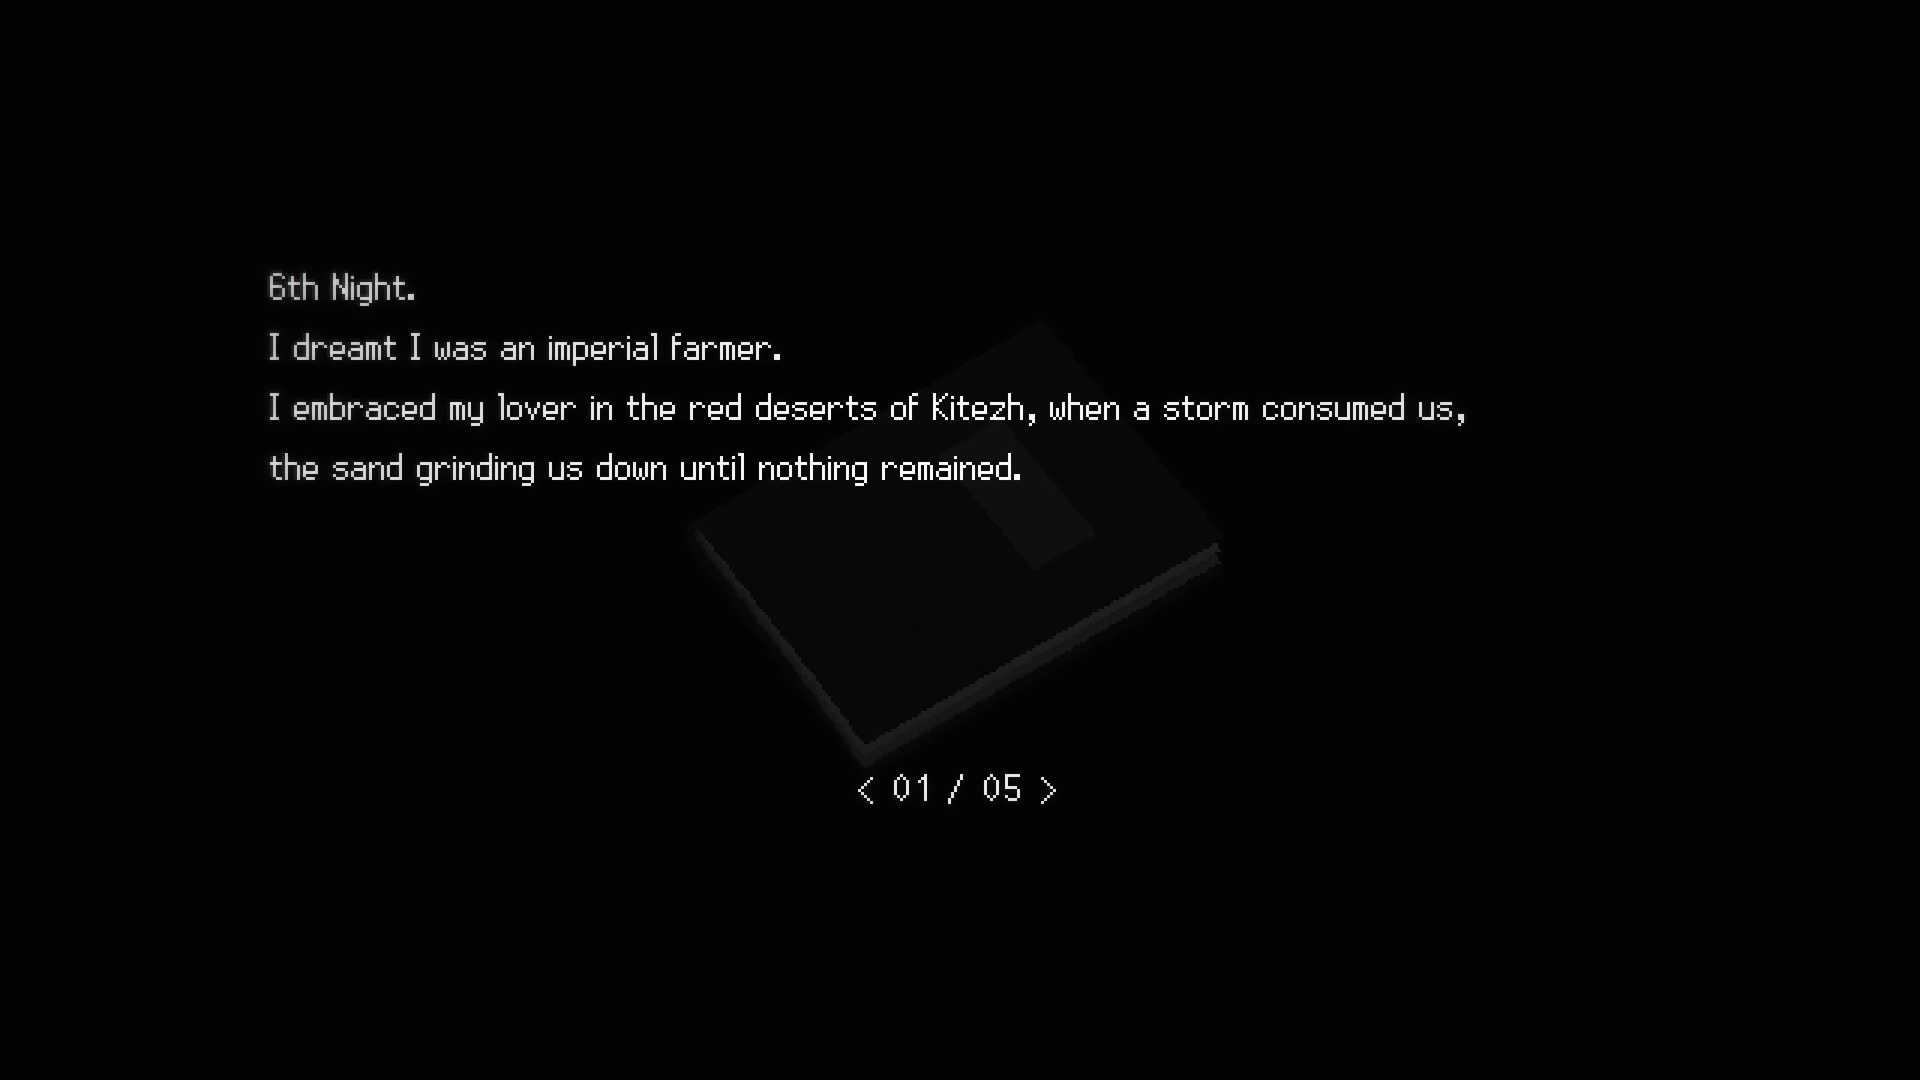 6th Night.
I dreamt I was an imperial farmer.
I embraced my lover in the red deserts of Kitezh, when a storm consumed us,
the sand grinding us down until nothing remained.
< 01 / 05 >